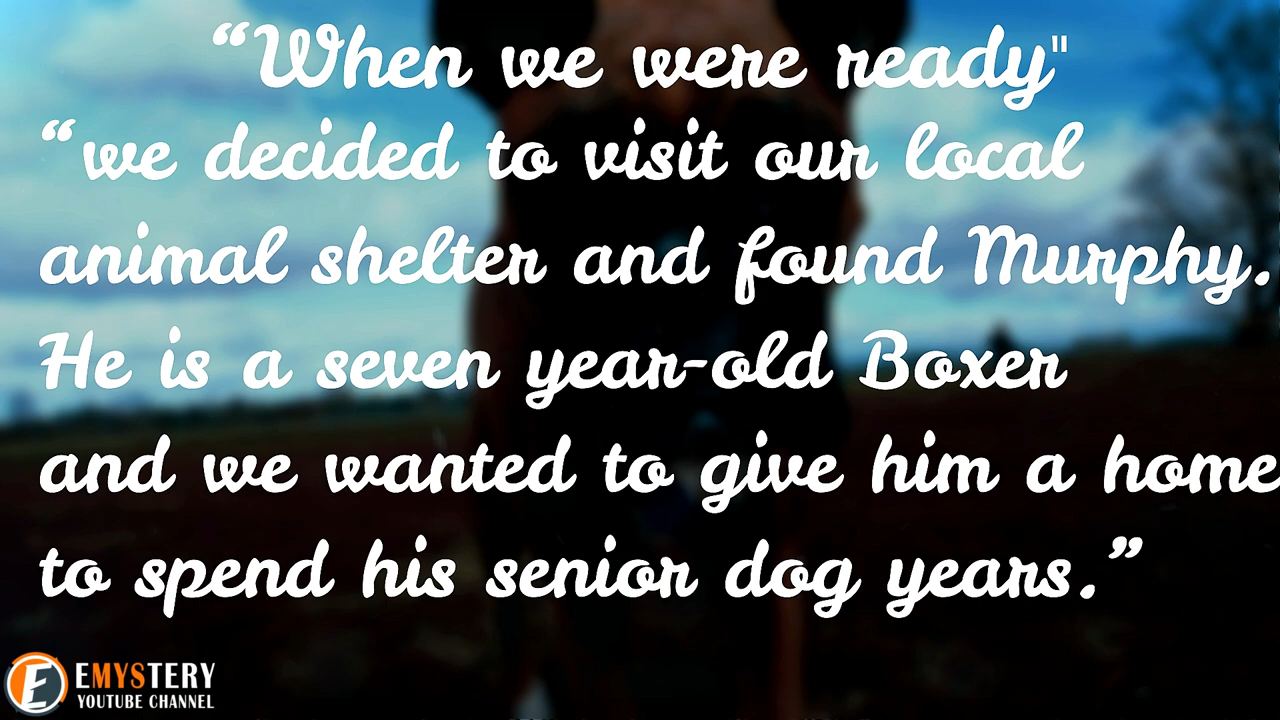 “When we were ready"
“we decided to visit our local
animal shelter and found Murphy.
He is a seven year-old Boxer
and we wanted to give him a home
to spend his senior dog years.”
E EMYSTERY
YOUTUBE CHANNEL